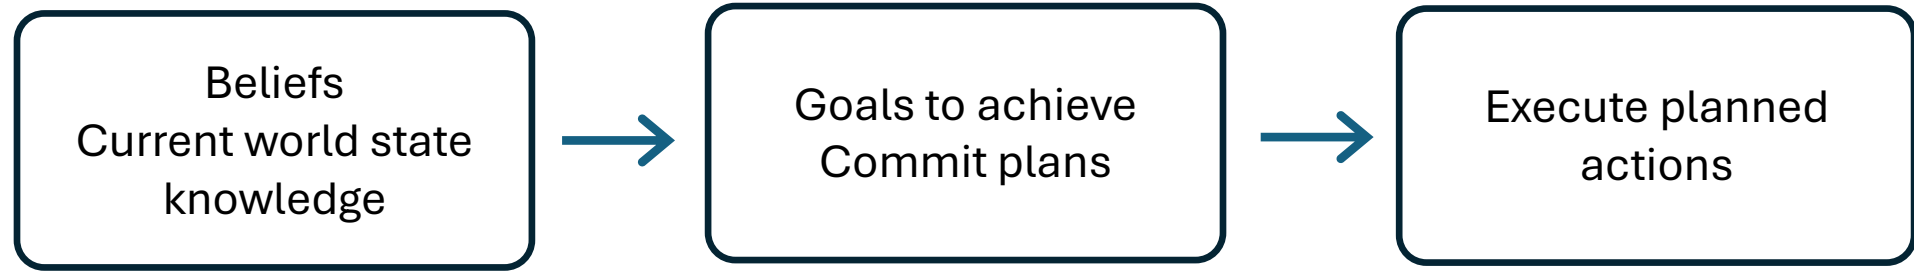 Beliefs
Current world state
knowledge
Goals to achieve
Commit plans
Execute planned
actions